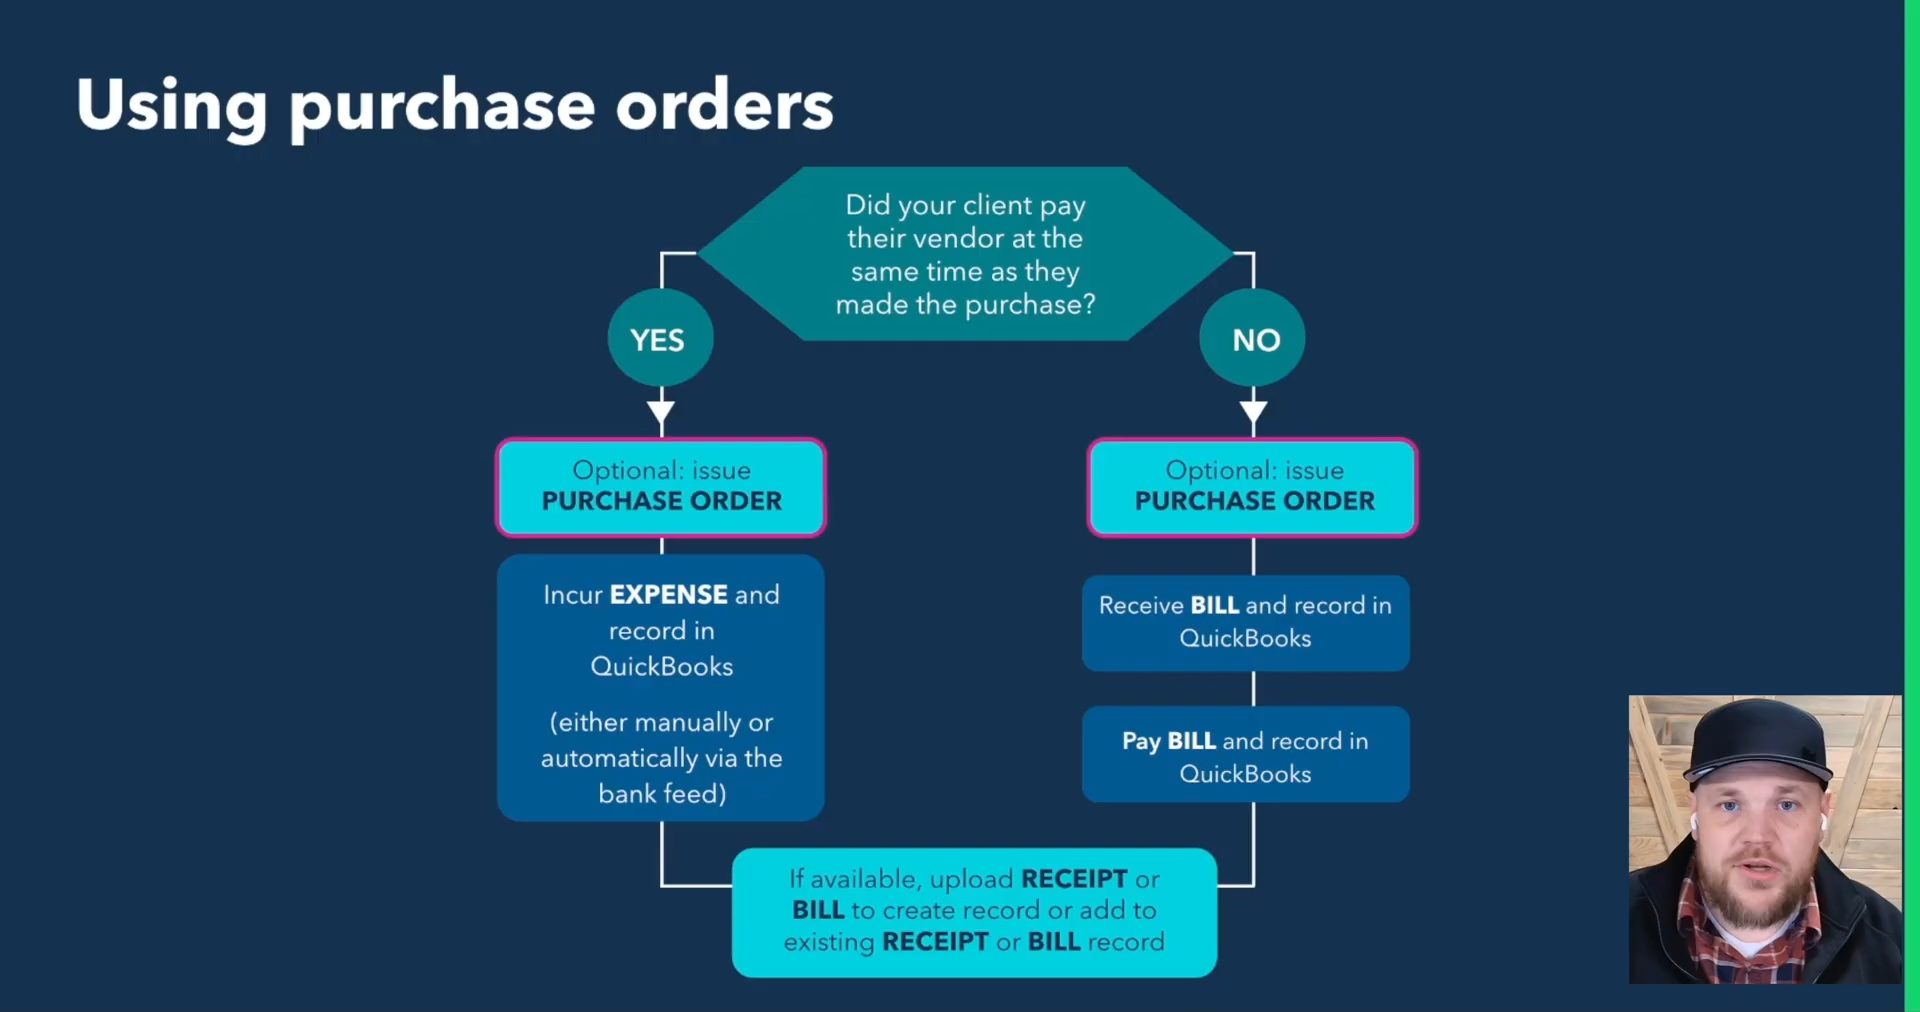 Using purchase orders
Did your client pay
their vendor at the
same time as they
made the purchase?
YES
NO
Optional: issue
PURCHASE ORDER
Optional: issue
PURCHASE ORDER
Incur EXPENSE and
record in
QuickBooks
(either manually or
automatically via the
bank feed)
Receive BILL and record in
QuickBooks
Pay BILL and record in
QuickBooks
If available, upload RECEIPT or
BILL to create record or add to
existing RECEIPT or BILL record